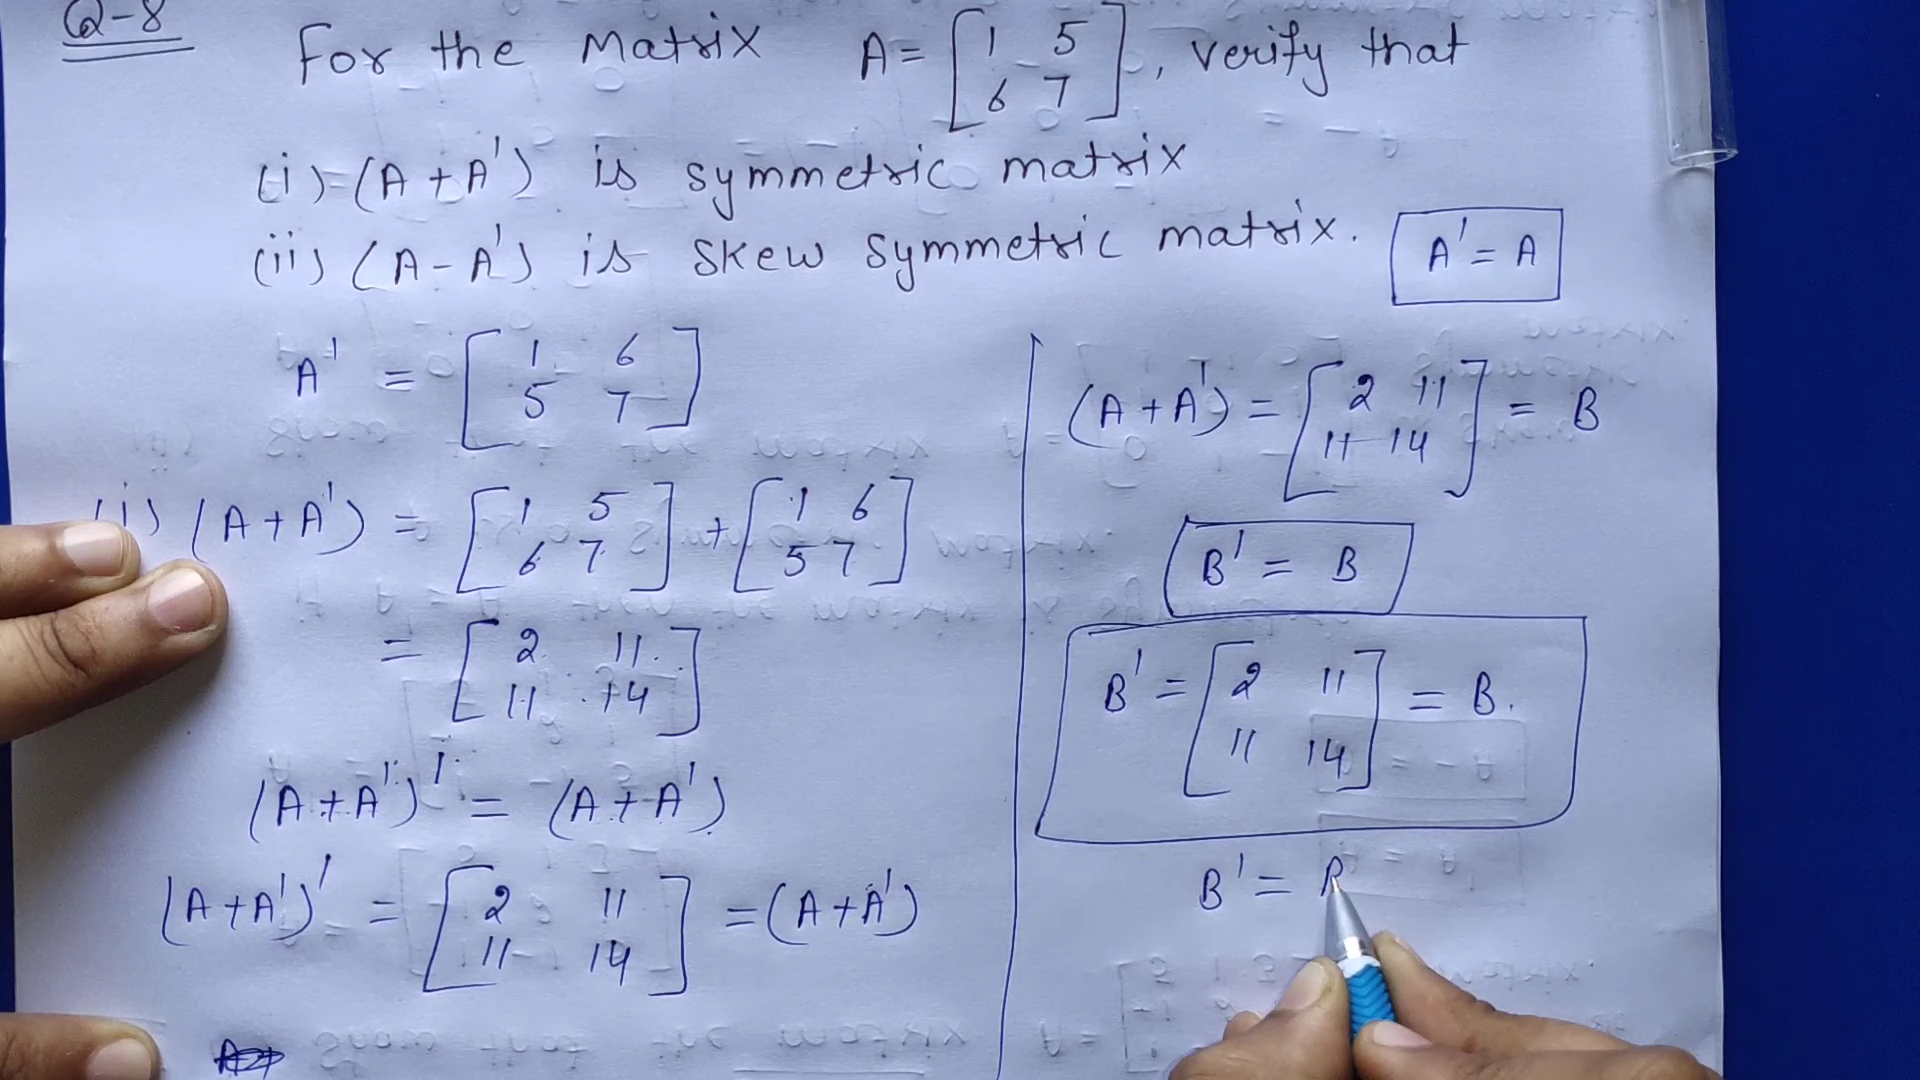 Q-8 For the Matrix A = [1 5
6 7], verify that
(i) (A + A') is symmetric matrix
(ii) (A - A') is skew symmetric matrix.
A' = A
A' = [1 6
5 7]
(i) (A + A') = [1 5
6 7] + [1 6
5 7]
= [2 11
11 14]
(A + A')' = (A + A')
(A + A')' = [2 11
11 14] = (A + A')
(A + A') = [2 11
11 14] = B
B' = B
B' = [2 11
11 14] = B.
B' =